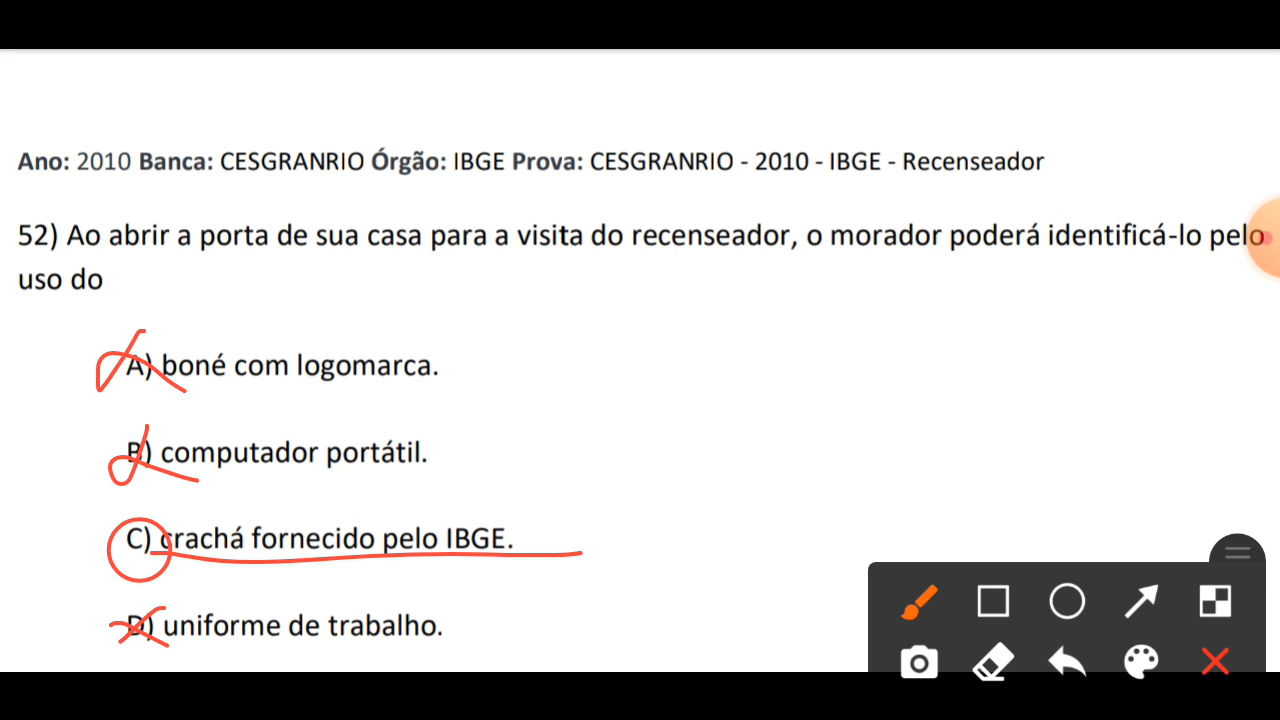 Ano: 2010 Banca: CESGRANRIO Órgão: IBGE Prova: CESGRANRIO - 2010 - IBGE - Recenseador
52) Ao abrir a porta de sua casa para a visita do recenseador, o morador poderá identificá-lo pelo
uso do
A) boné com logomarca.
B) computador portátil.
C) crachá fornecido pelo IBGE.
D) uniforme de trabalho.